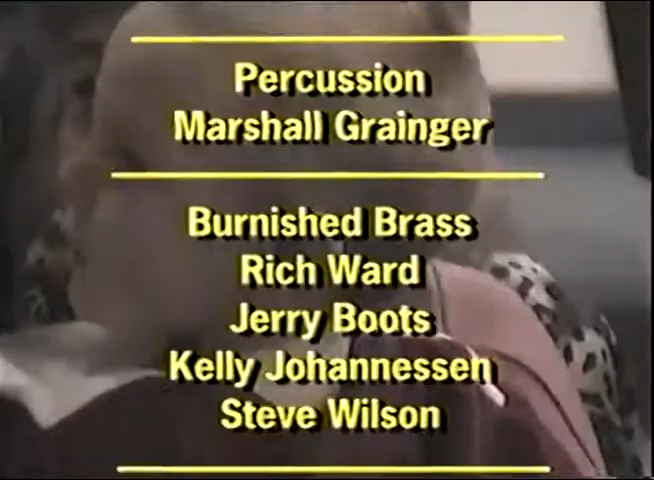 Percussion
Marshall Grainger
Burnished Brass
Rich Ward
Jerry Boots
Kelly Johannessen
Steve Wilson